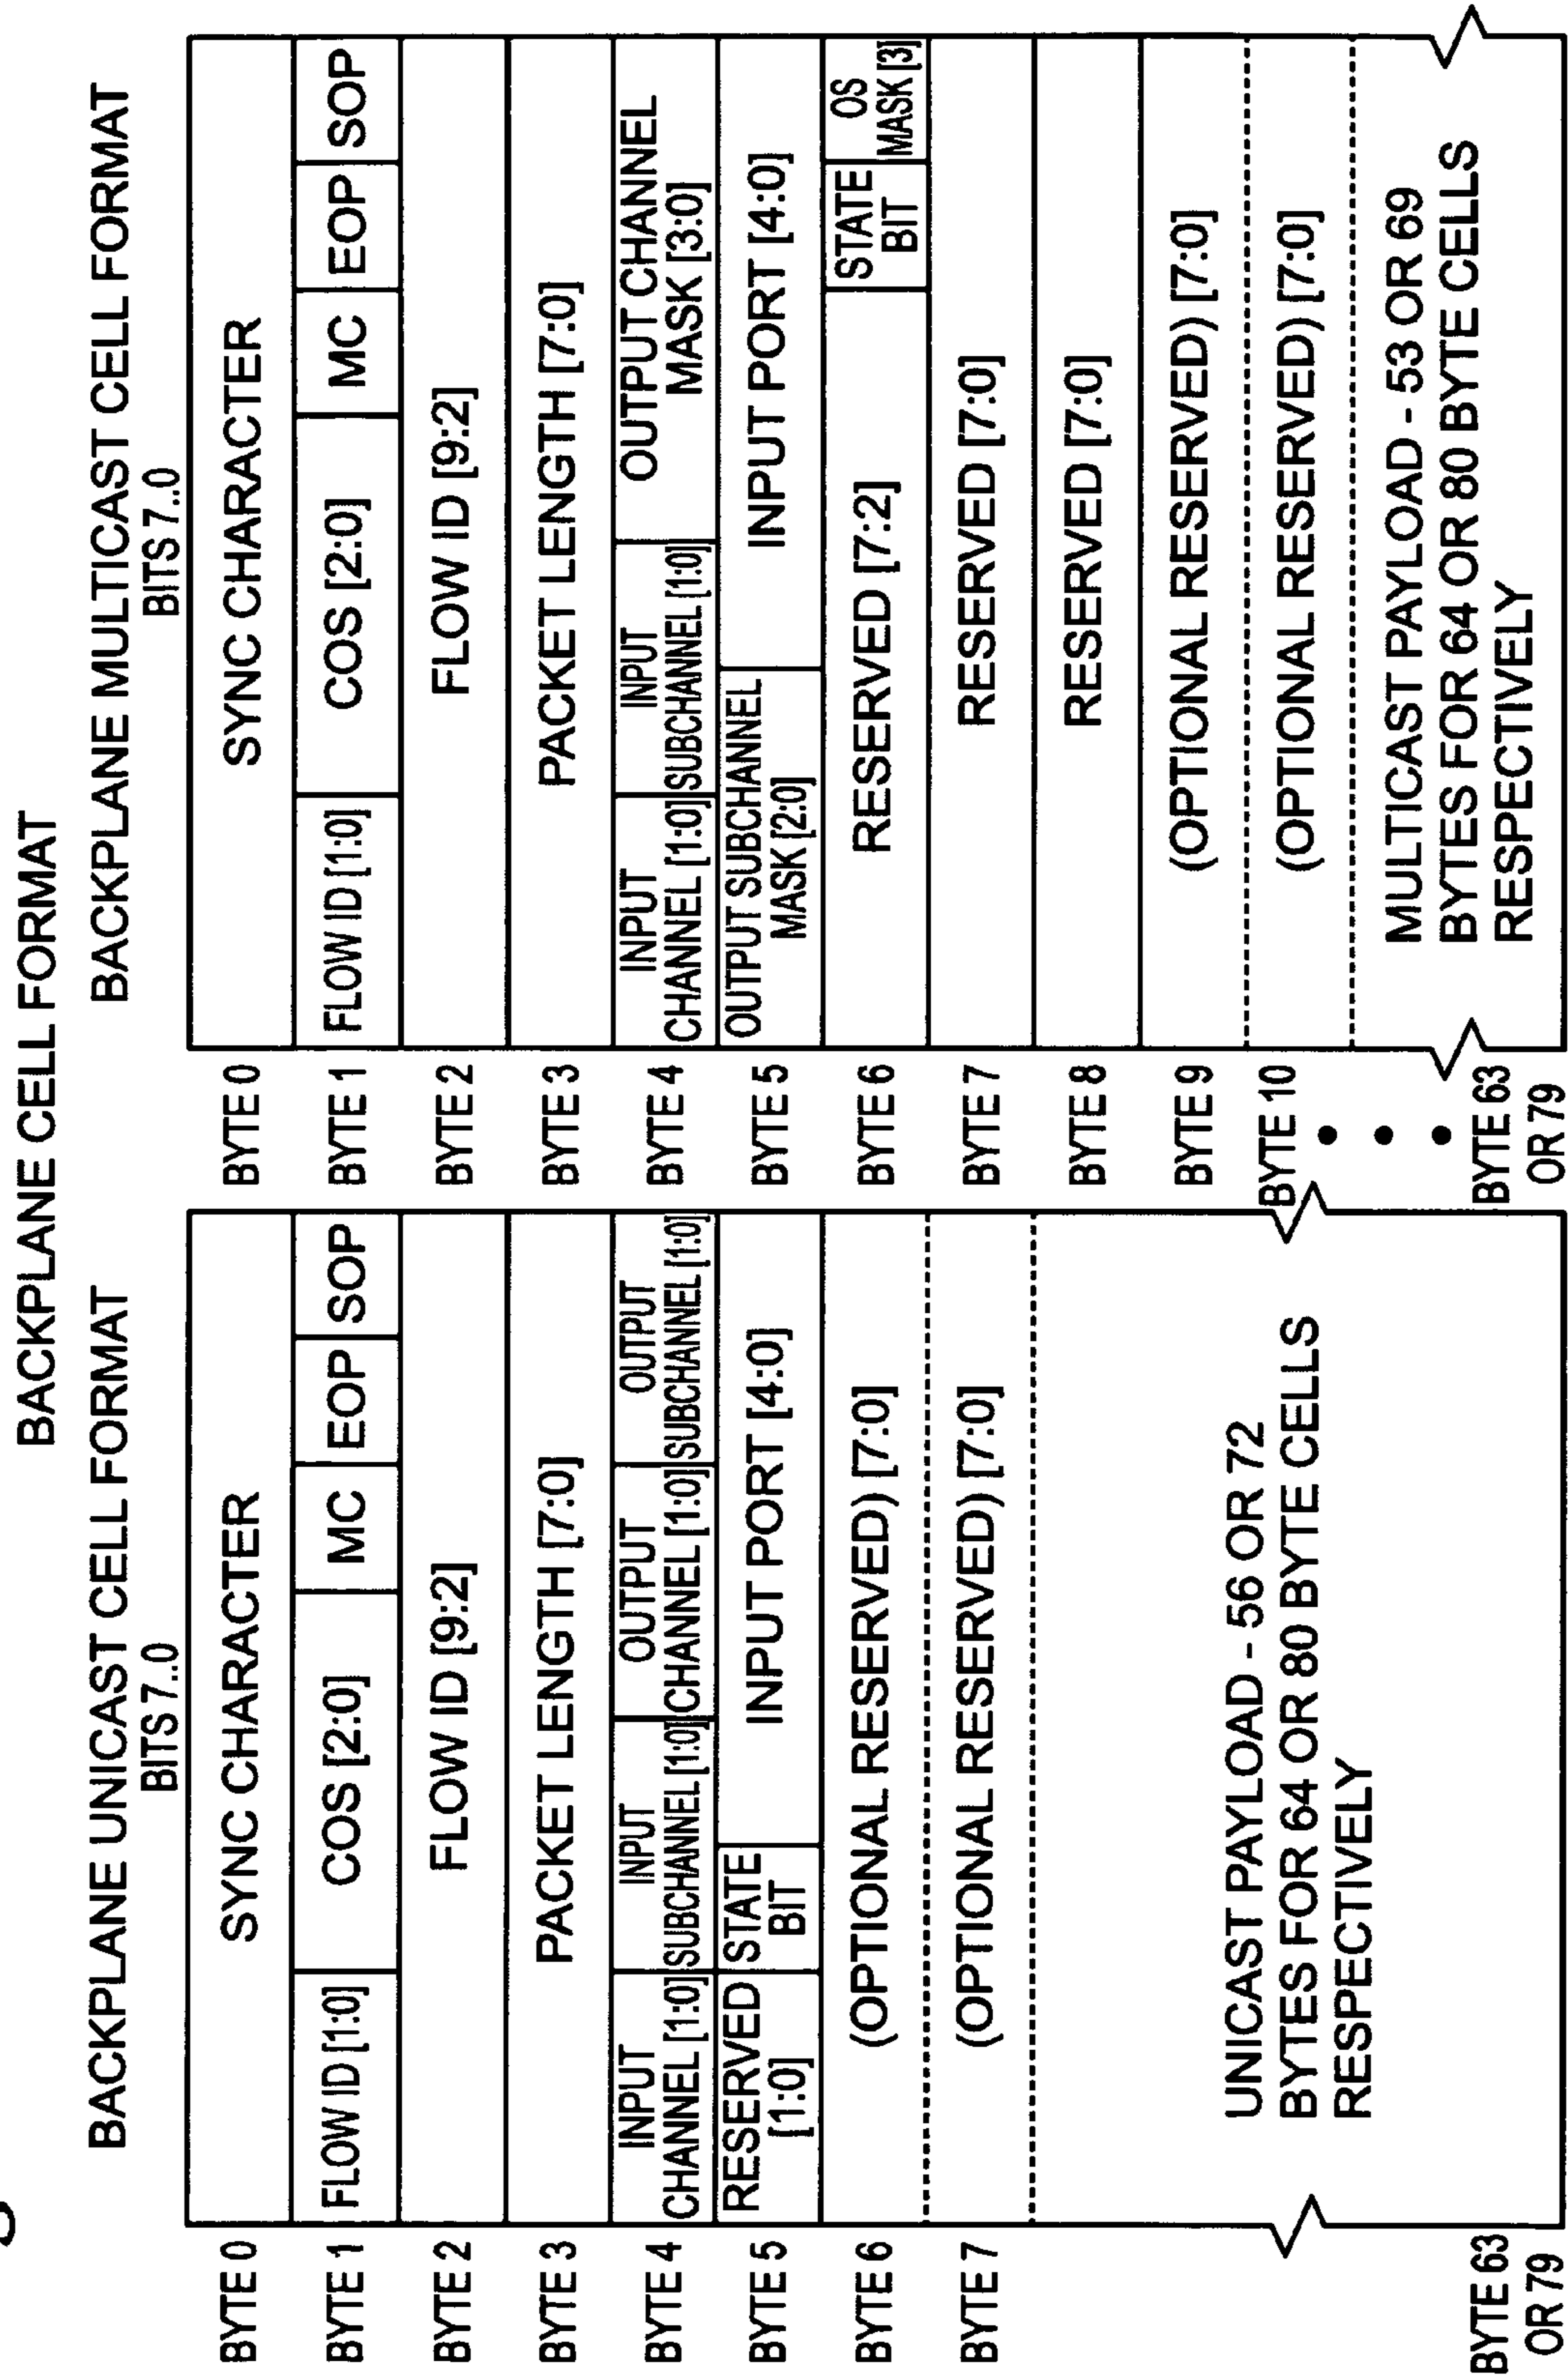 BACKPLANE CELL FORMAT
BACKPLANE UNICAST CELL FORMAT
BITS 7..0
BYTE 0
SYNC CHARACTER
BYTE 1
FLOW ID [1:0]
COS [2:0]
MC
EOP
SOP
BYTE 2
FLOW ID [9:2]
BYTE 3
PACKET LENGTH [7:0]
BYTE 4
INPUT
CHANNEL [1:0]
INPUT
SUBCHANNEL [1:0]
OUTPUT
CHANNEL [1:0]
OUTPUT
SUBCHANNEL [1:0]
BYTE 5
RESERVED
[1:0]
STATE
BIT
INPUT PORT [4:0]
BYTE 6
(OPTIONAL RESERVED) [7:0]
BYTE 7
(OPTIONAL RESERVED) [7:0]
UNICAST PAYLOAD - 56 OR 72
BYTES FOR 64 OR 80 BYTE CELLS
RESPECTIVELY
BYTE 63
OR 79
BACKPLANE MULTICAST CELL FORMAT
BITS 7..0
BYTE 0
SYNC CHARACTER
BYTE 1
FLOW ID [1:0]
COS [2:0]
MC
EOP
SOP
BYTE 2
FLOW ID [9:2]
BYTE 3
PACKET LENGTH [7:0]
BYTE 4
INPUT
CHANNEL [1:0]
INPUT
SUBCHANNEL [1:0]
OUTPUT CHANNEL
MASK [3:0]
BYTE 5
OUTPUT SUBCHANNEL
MASK [2:0]
INPUT PORT [4:0]
BYTE 6
RESERVED [7:2]
STATE
BIT
OS
MASK [3]
BYTE 7
RESERVED [7:0]
BYTE 8
RESERVED [7:0]
BYTE 9
(OPTIONAL RESERVED) [7:0]
BYTE 10
(OPTIONAL RESERVED) [7:0]
MULTICAST PAYLOAD - 53 OR 69
BYTES FOR 64 OR 80 BYTE CELLS
RESPECTIVELY
BYTE 63
OR 79